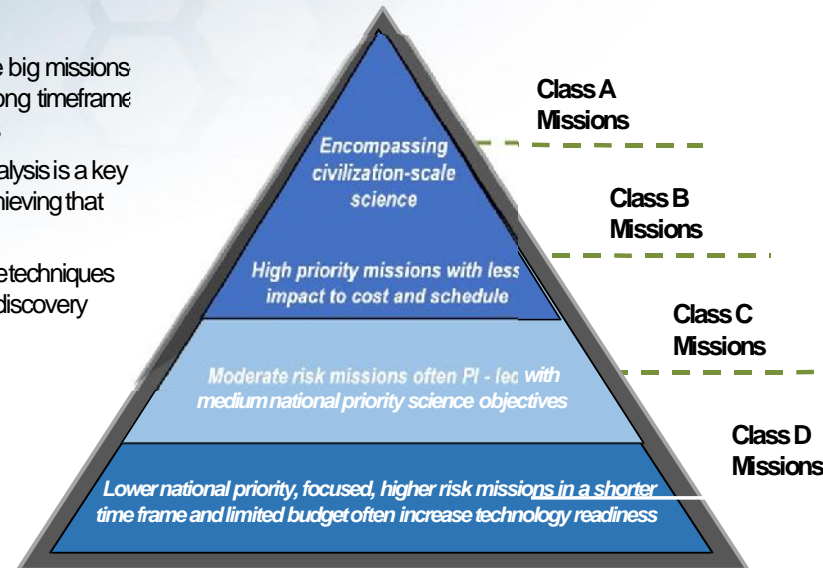 big missions
ong timeframe
alysis is a key
hieving that
techniques
discovery
Encompassing
civilization-scale
science
High priority missions with less
impact to cost and schedule
Moderate risk missions often PI - led with
medium national priority science objectives
Lower national priority, focused, higher risk missions in a shorter
time frame and limited budget often increase technology readiness
Class A
Missions
Class B
Missions
Class C
Missions
Class D
Missions